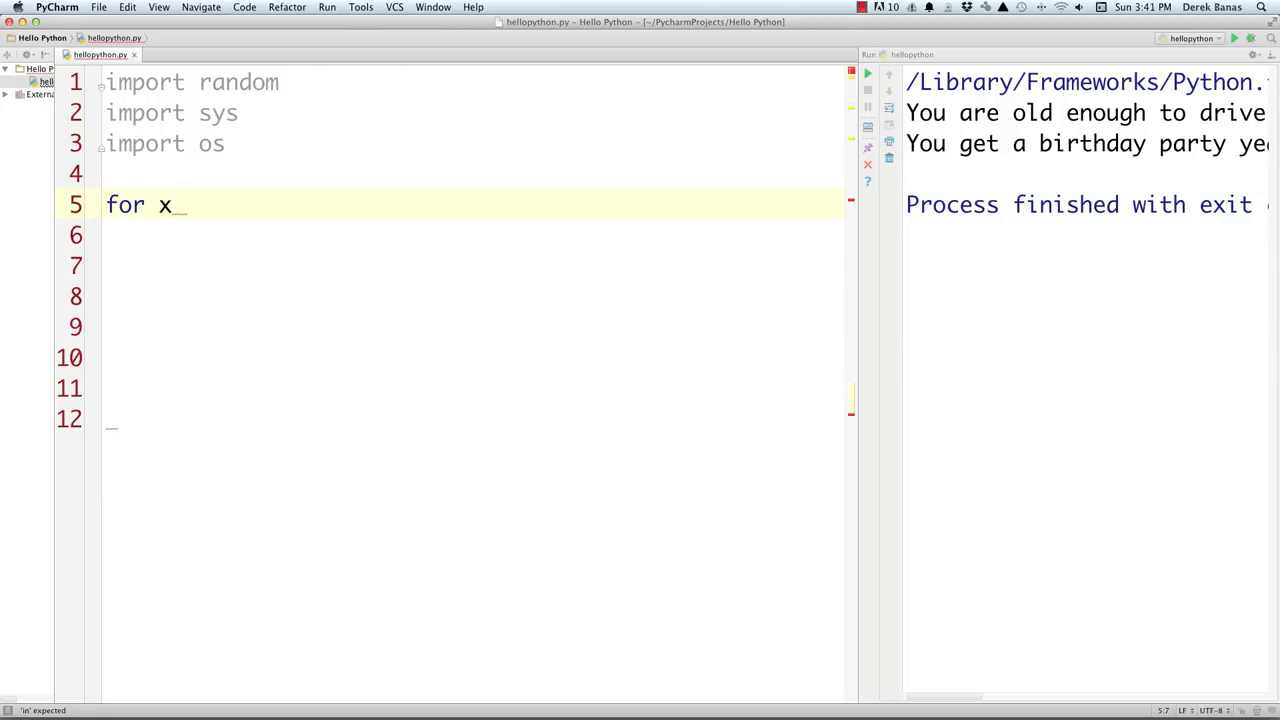 PyCharm File Edit View Navigate Code Refactor Run Tools VCS Window Help 10 Sun 3:41 PM Derek Banas
hellopython.py - Hello Python - [~/PycharmProjects/Hello Python]
Hello Python hellopython.py hellopython
hellopython.py Run hellopython
Hello P
hell
Externa
1 import random
2 import sys
3 import os
4
5 for x
6
7
8
9
10
11
12
/Library/Frameworks/Python.
You are old enough to drive
You get a birthday party ye
Process finished with exit
'in' expected 5:7 LF UTF-8